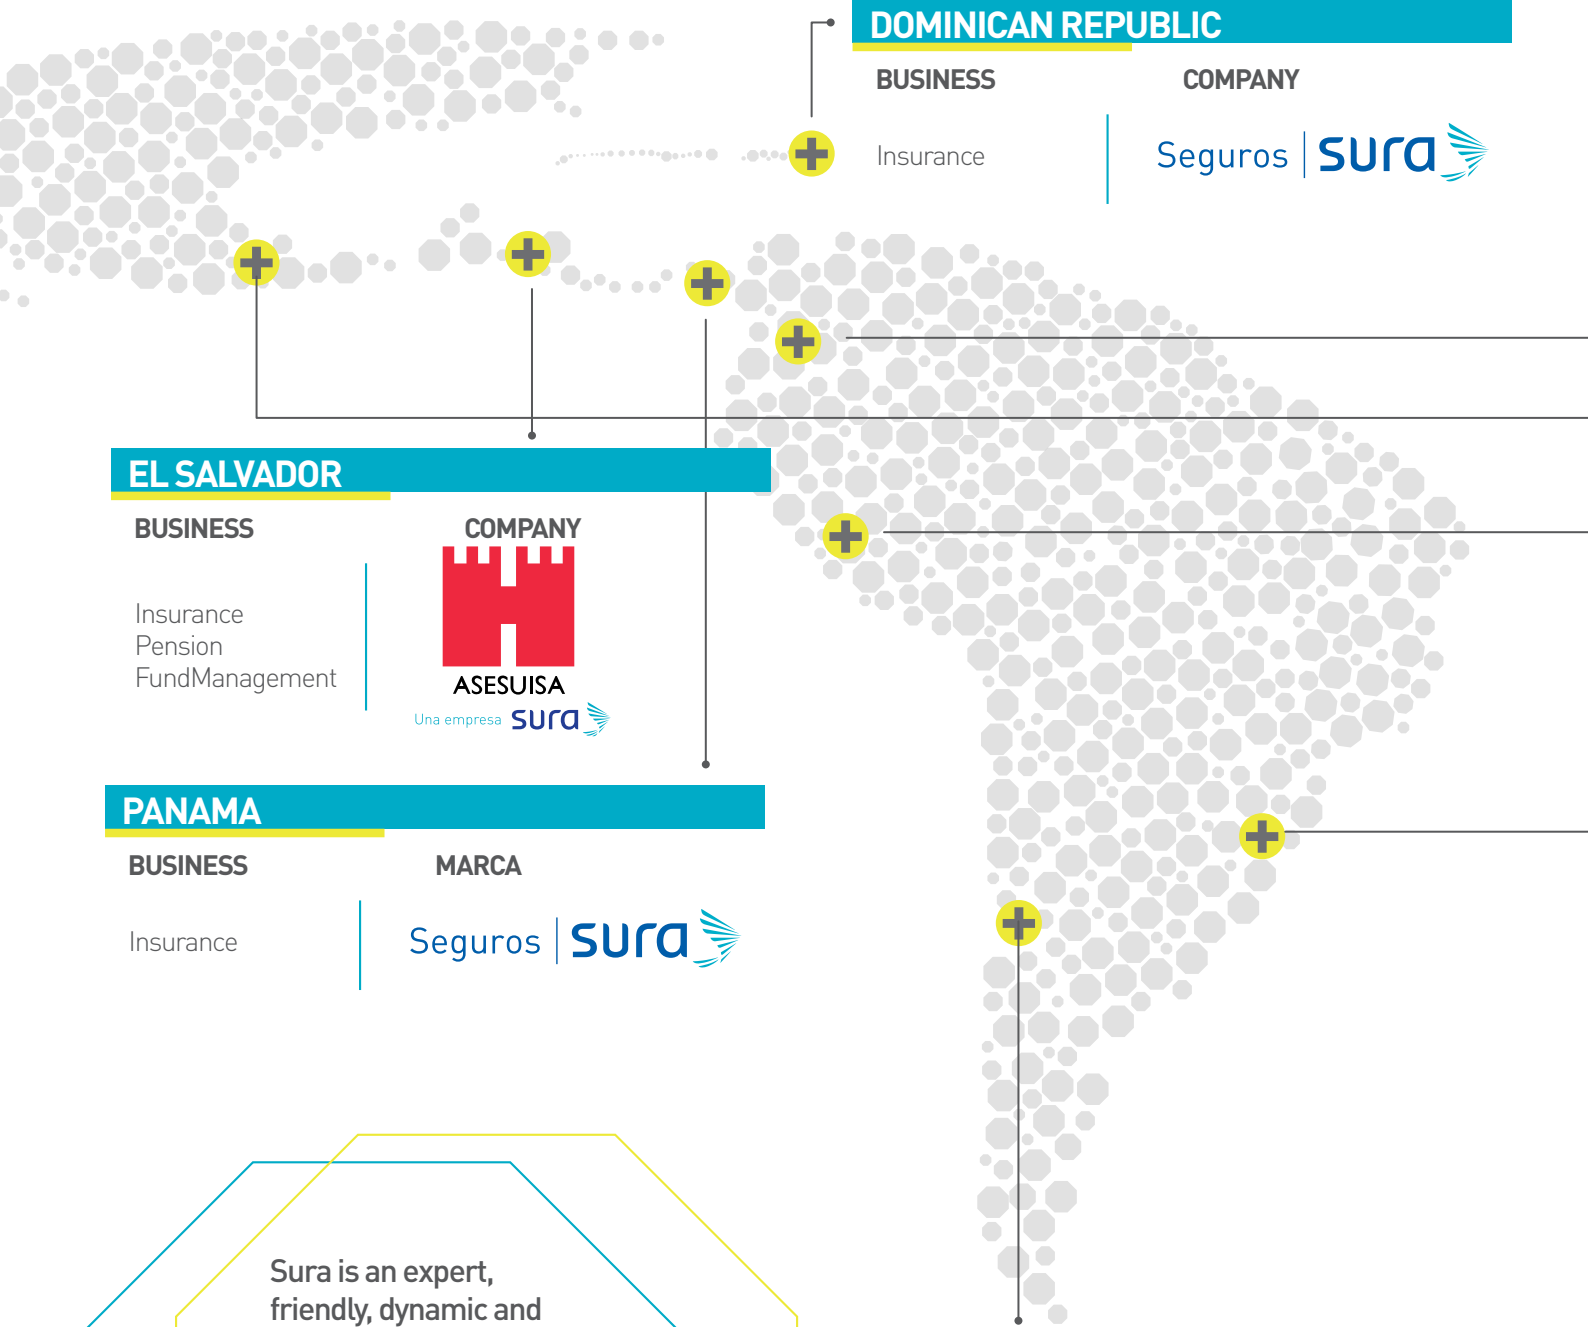 DOMINICAN REPUBLIC
BUSINESS COMPANY
Insurance
Seguros | sura
EL SALVADOR
BUSINESS COMPANY
Insurance
Pension
FundManagement
ASESUISA
Una empresa sura
PANAMA
BUSINESS MARCA
Insurance
Seguros | sura
Sura is an expert,
friendly, dynamic and